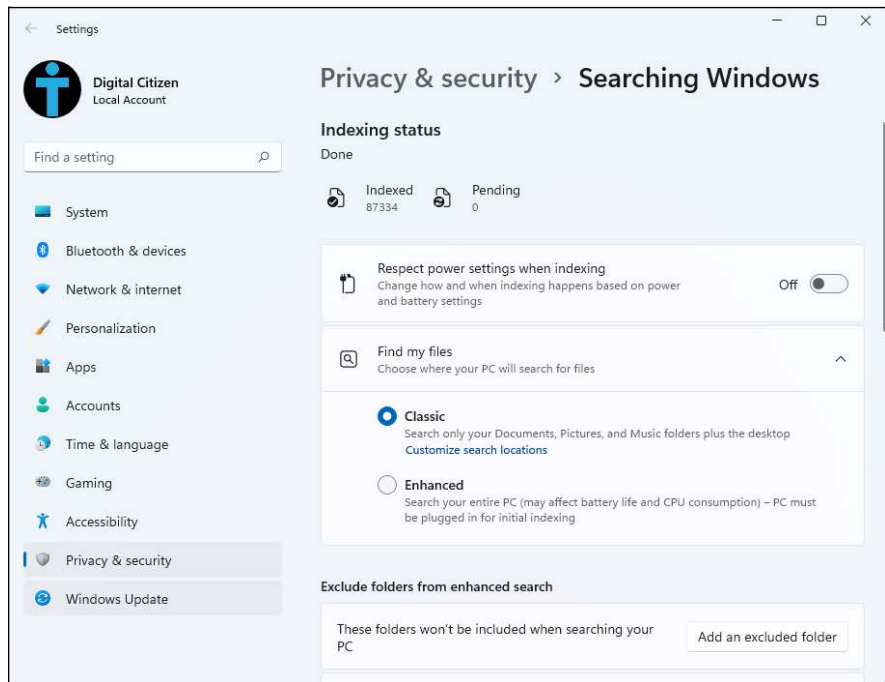 Settings
Digital Citizen
Local Account
Find a setting
System
Bluetooth & devices
Network & internet
Personalization
Apps
Accounts
Time & language
Gaming
Accessibility
Privacy & security
Windows Update
Privacy & security > Searching Windows
Indexing status
Done
Indexed
87334
Pending
0
Respect power settings when indexing
Change how and when indexing happens based on power
and battery settings
Off
Find my files
Choose where your PC will search for files
Classic
Search only your Documents, Pictures, and Music folders plus the desktop
Customize search locations
Enhanced
Search your entire PC (may affect battery life and CPU consumption) – PC must
be plugged in for initial indexing
Exclude folders from enhanced search
These folders won't be included when searching your
PC
Add an excluded folder